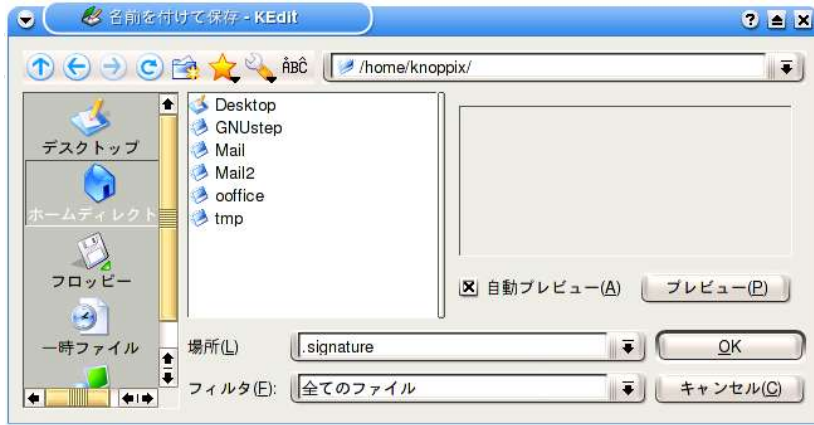 名前を付けて保存 - KEdit
ÅBĈ
/home/knoppix/
デスクトップ
ホームディレクト
フロッピー
一時ファイル
Desktop
GNUstep
Mail
Mail2
ooffice
tmp
自動プレビュー(A)
プレビュー(P)
場所(L)
.signature
OK
フィルタ(F):
全てのファイル
キャンセル(C)